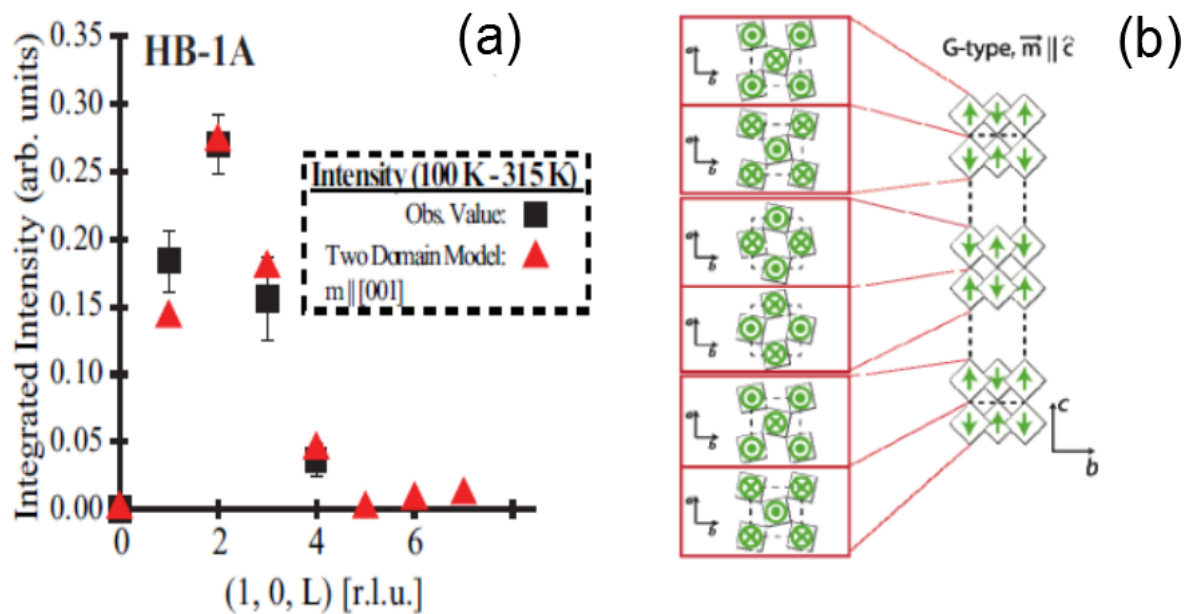 (a)
HB-1A
0.35
0.30
0.25
0.20
0.15
0.10
0.05
0.00
0 2 4 6
Integrated Intensity (arb. units)
(1, 0, L) [r.l.u.]
Intensity (100 K - 315 K)
Obs. Value:
Two Domain Model:
m || [001]
(b)
G-type, m⃗ || ĉ
a
b
a
b
a
b
a
b
a
b
a
b
c
b